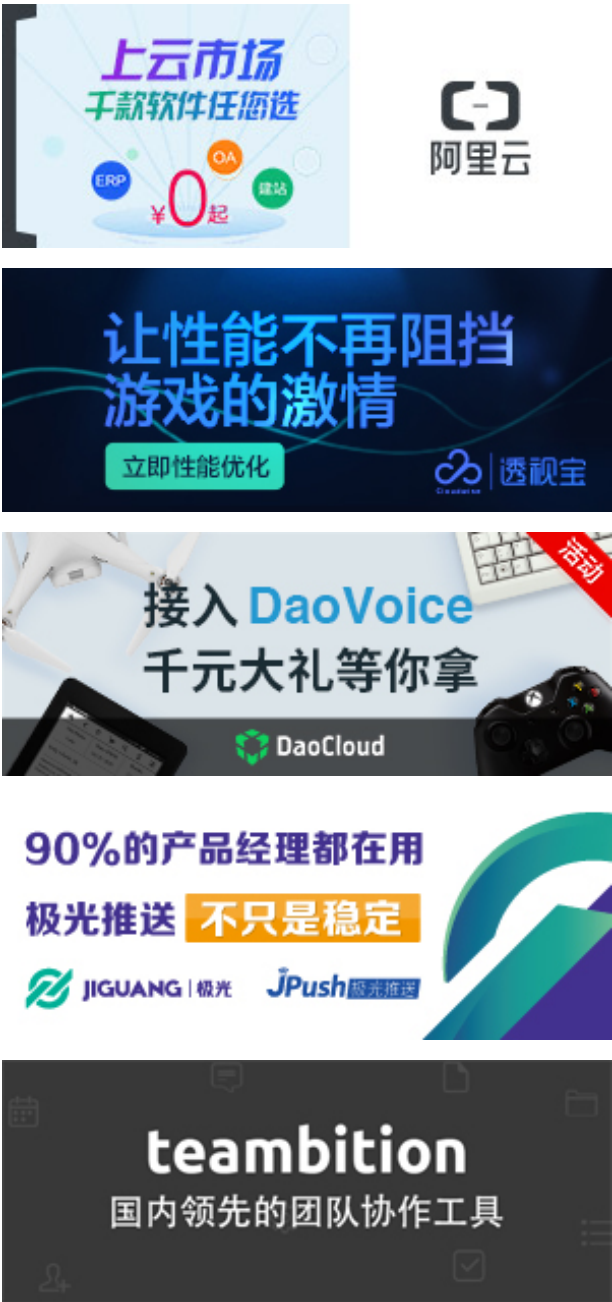 上云市场
千款软件任您选
OA
ERP
建站
¥0起
阿里云
让性能不再阻挡
游戏的激情
立即性能优化
Cloudwise
透视宝
活动
接入 DaoVoice
千元大礼等你拿
DaoCloud
90%的产品经理都在用
极光推送 不只是稳定
JIGUANG | 极光
JPush 极光推送
teambition
国内领先的团队协作工具